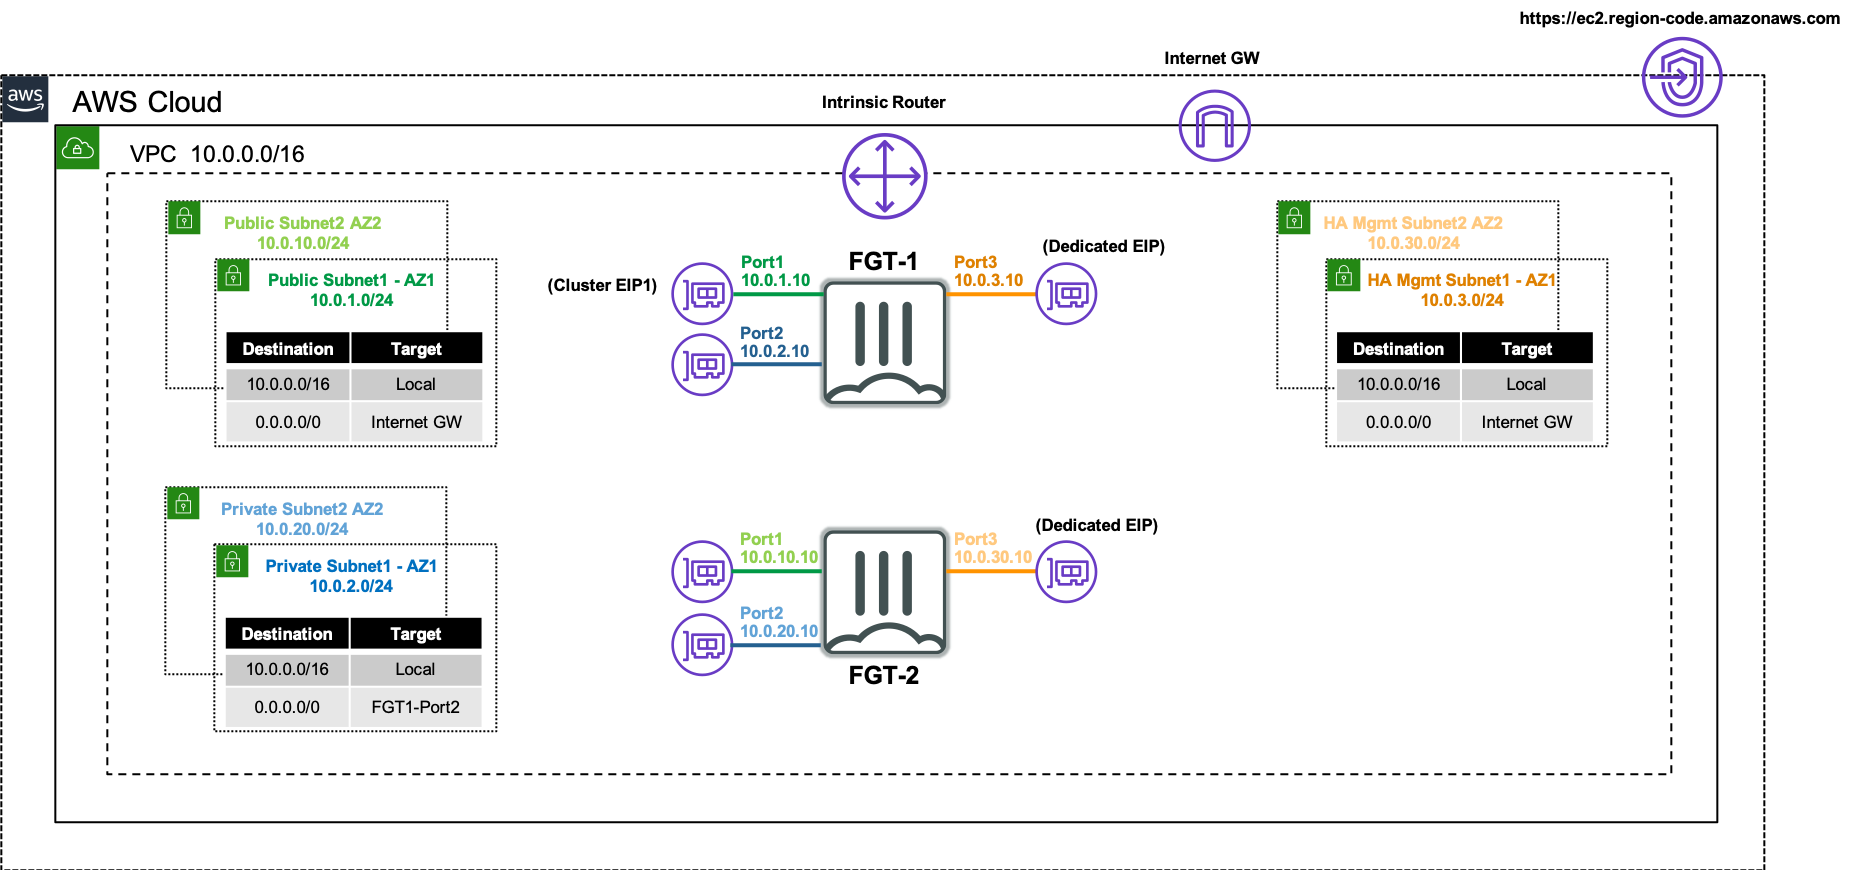 https://ec2.region-code.amazonaws.com
Internet GW
aws
AWS Cloud
Intrinsic Router
VPC 10.0.0.0/16
Public Subnet2 AZ2
10.0.10.0/24
Public Subnet1 - AZ1
10.0.1.0/24
Destination Target
10.0.0.0/16 Local
0.0.0.0/0 Internet GW
(Cluster EIP1)
Port1
10.0.1.10
Port2
10.0.2.10
FGT-1
Port3
10.0.3.10
(Dedicated EIP)
HA Mgmt Subnet2 AZ2
10.0.30.0/24
HA Mgmt Subnet1 - AZ1
10.0.3.0/24
Destination Target
10.0.0.0/16 Local
0.0.0.0/0 Internet GW
Private Subnet2 AZ2
10.0.20.0/24
Private Subnet1 - AZ1
10.0.2.0/24
Destination Target
10.0.0.0/16 Local
0.0.0.0/0 FGT1-Port2
Port1
10.0.10.10
Port2
10.0.20.10
FGT-2
Port3
10.0.30.10
(Dedicated EIP)